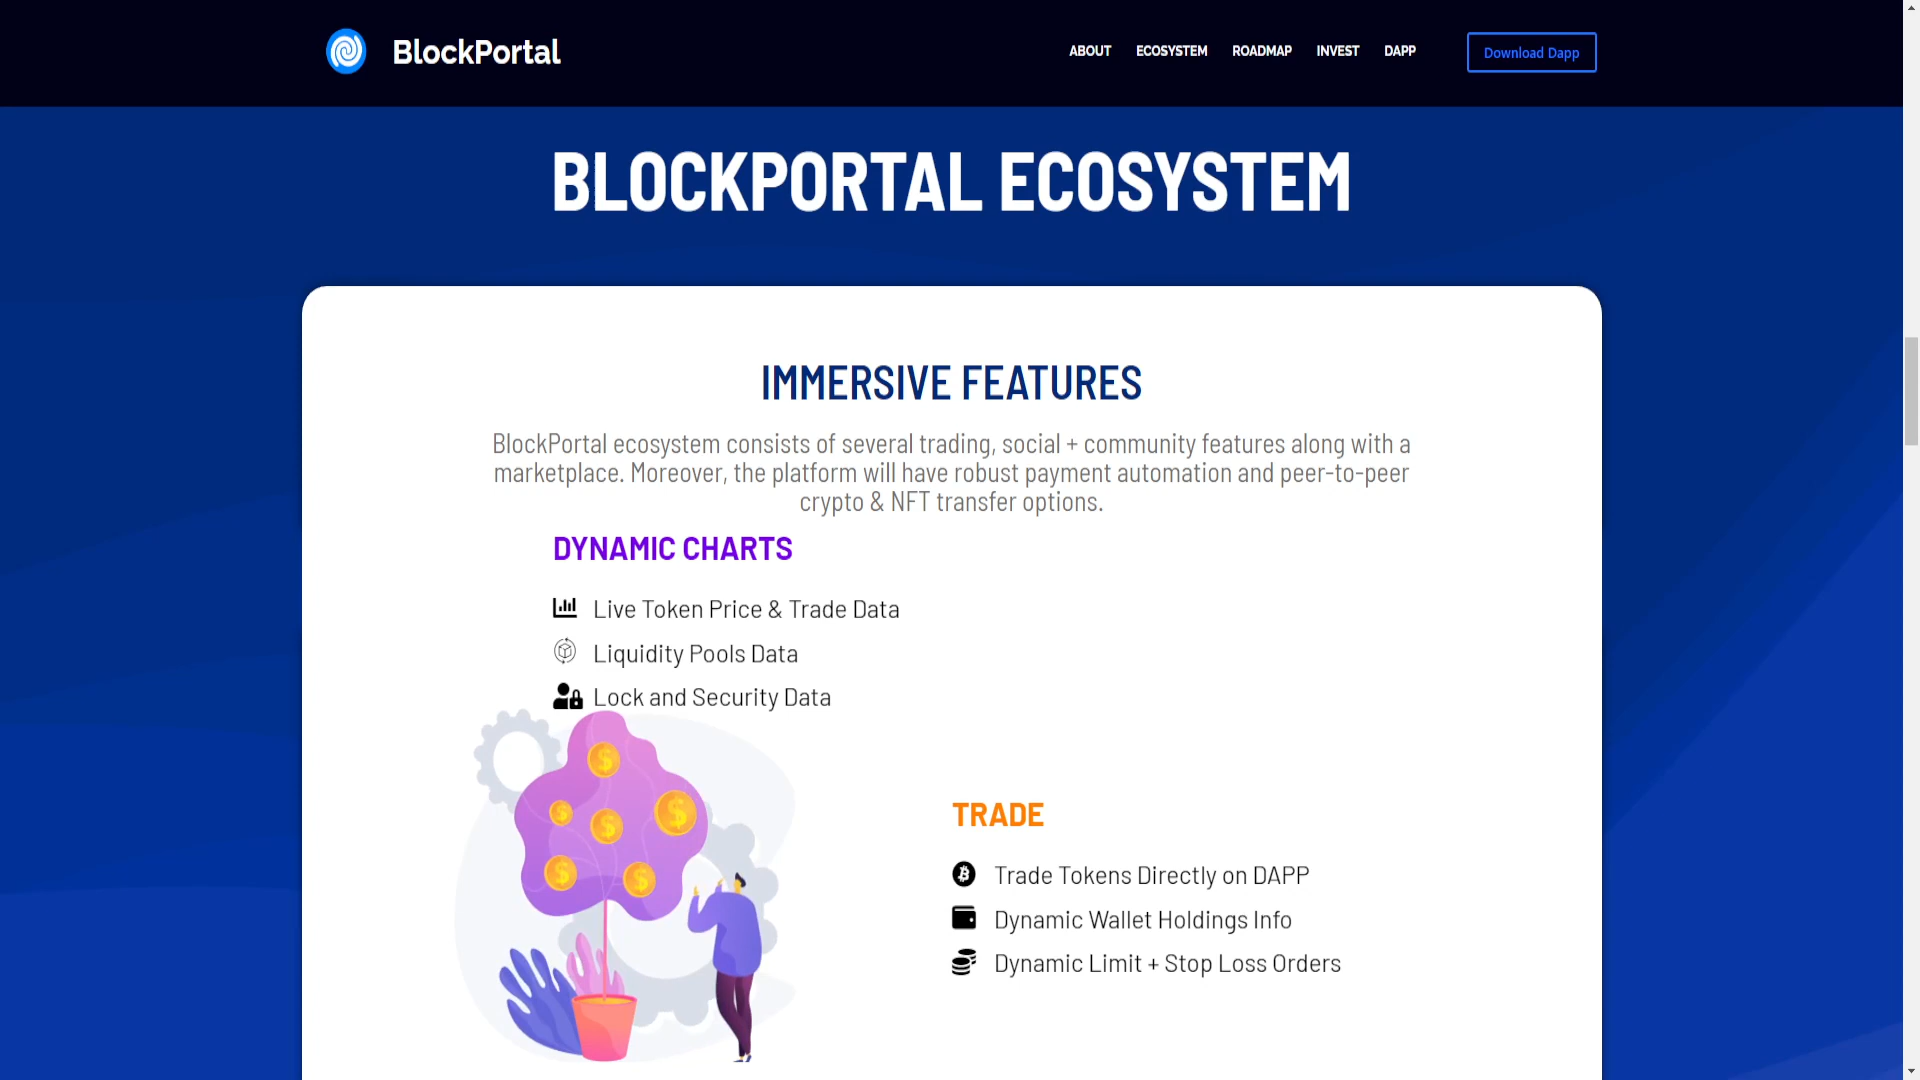 BlockPortal
ABOUT ECOSYSTEM ROADMAP INVEST DAPP Download Dapp
BLOCKPORTAL ECOSYSTEM
IMMERSIVE FEATURES
BlockPortal ecosystem consists of several trading, social + community features along with a
marketplace. Moreover, the platform will have robust payment automation and peer-to-peer
crypto & NFT transfer options.
DYNAMIC CHARTS
Live Token Price & Trade Data
Liquidity Pools Data
Lock and Security Data
TRADE
Trade Tokens Directly on DAPP
Dynamic Wallet Holdings Info
Dynamic Limit + Stop Loss Orders